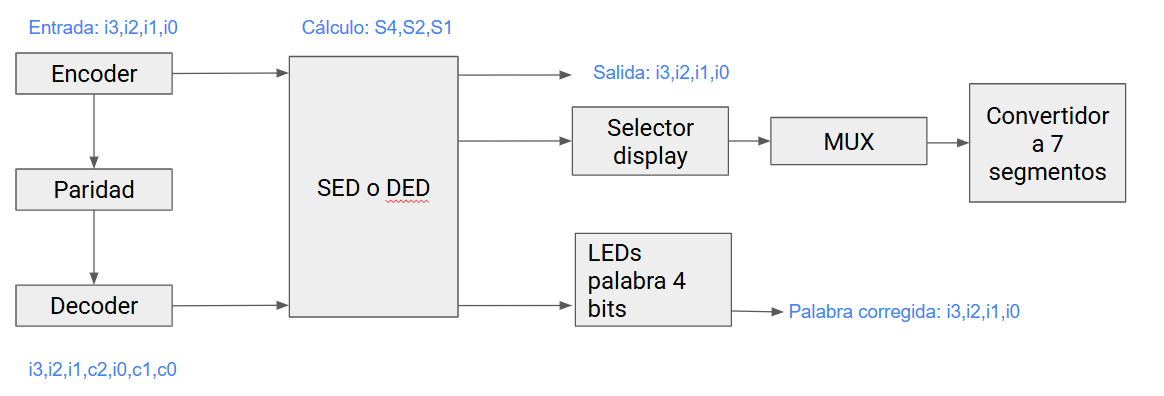 Entrada: i3,i2,i1,i0
Cálculo: S4,S2,S1
Encoder
Salida: i3,i2,i1,i0
Selector
display
MUX
Convertidor
a 7
segmentos
Paridad
SED o DED
LEDs
palabra 4
bits
Decoder
Palabra corregida: i3,i2,i1,i0
i3,i2,i1,c2,i0,c1,c0